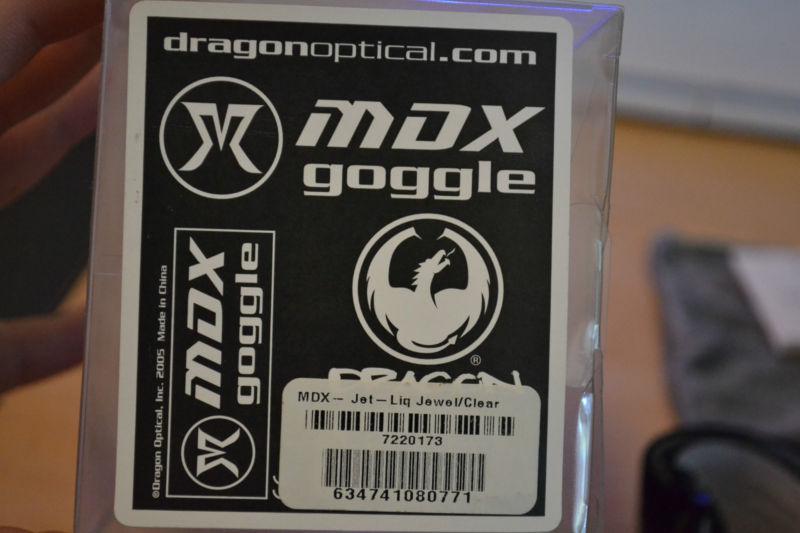 dragonoptical.com
MDX
goggle
MDX
goggle
®
DRAGON
©Dragon Optical, Inc. 2005 Made in China
MDX - Jet - Liq Jewel/Clear
7220173
634741080771